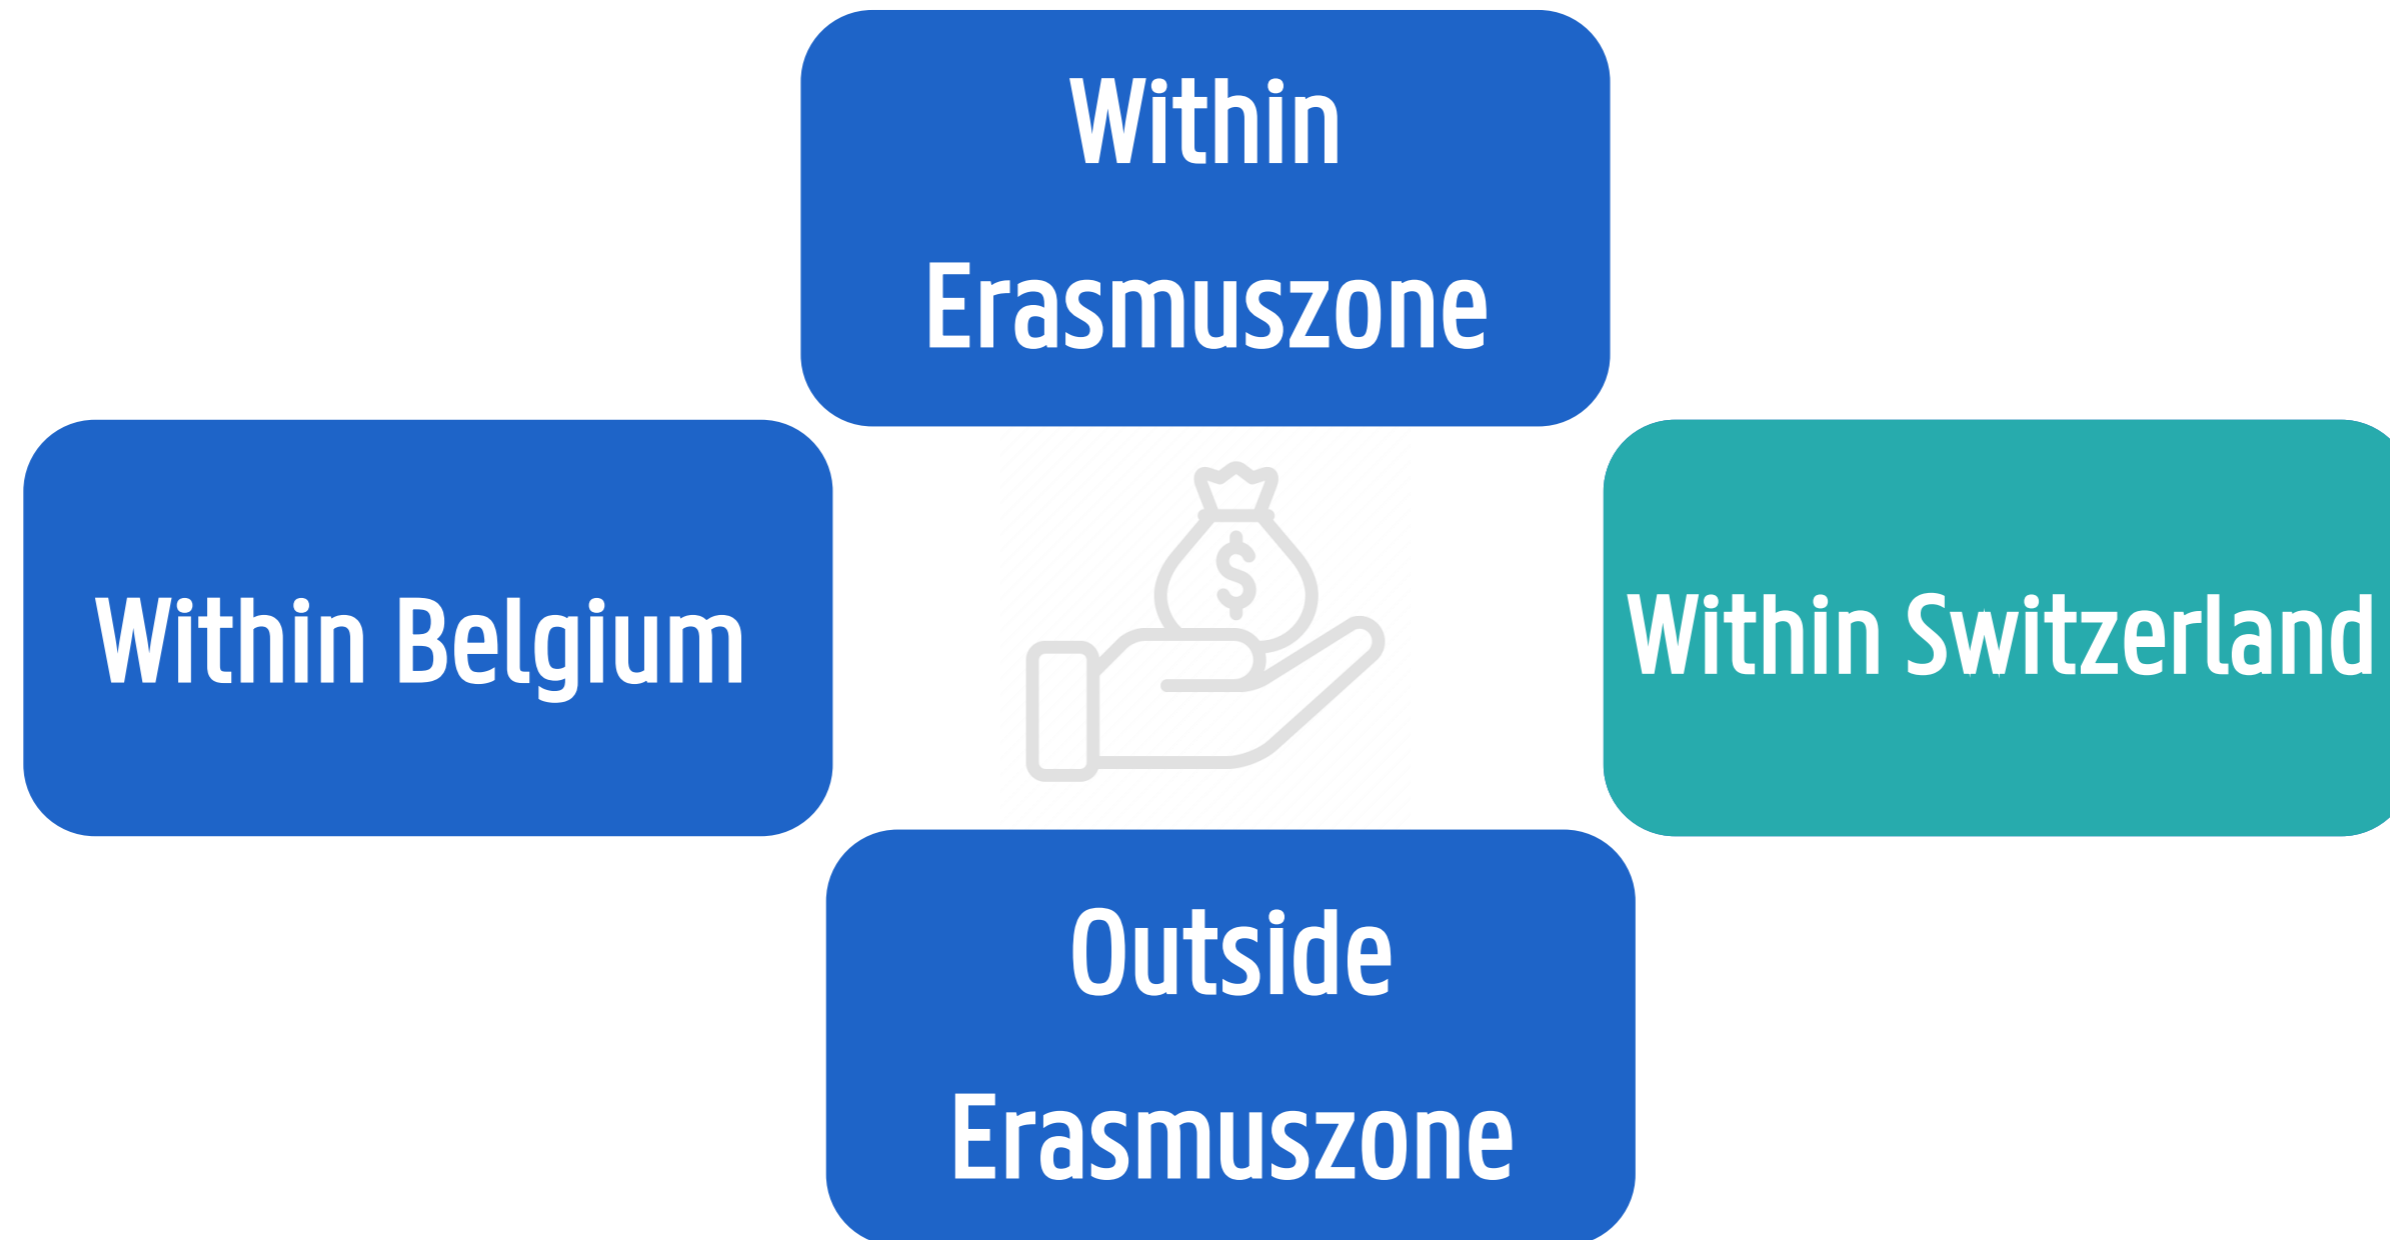 Within
Erasmuszone
Within Belgium
$
Within Switzerland
Outside
Erasmuszone